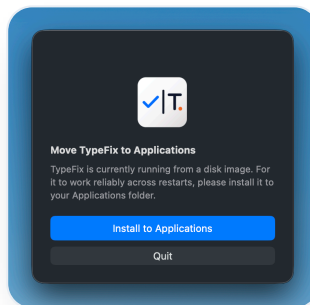 T.
Move TypeFix to Applications
TypeFix is currently running from a disk image. For
it to work reliably across restarts, please install it to
your Applications folder.
Install to Applications
Quit